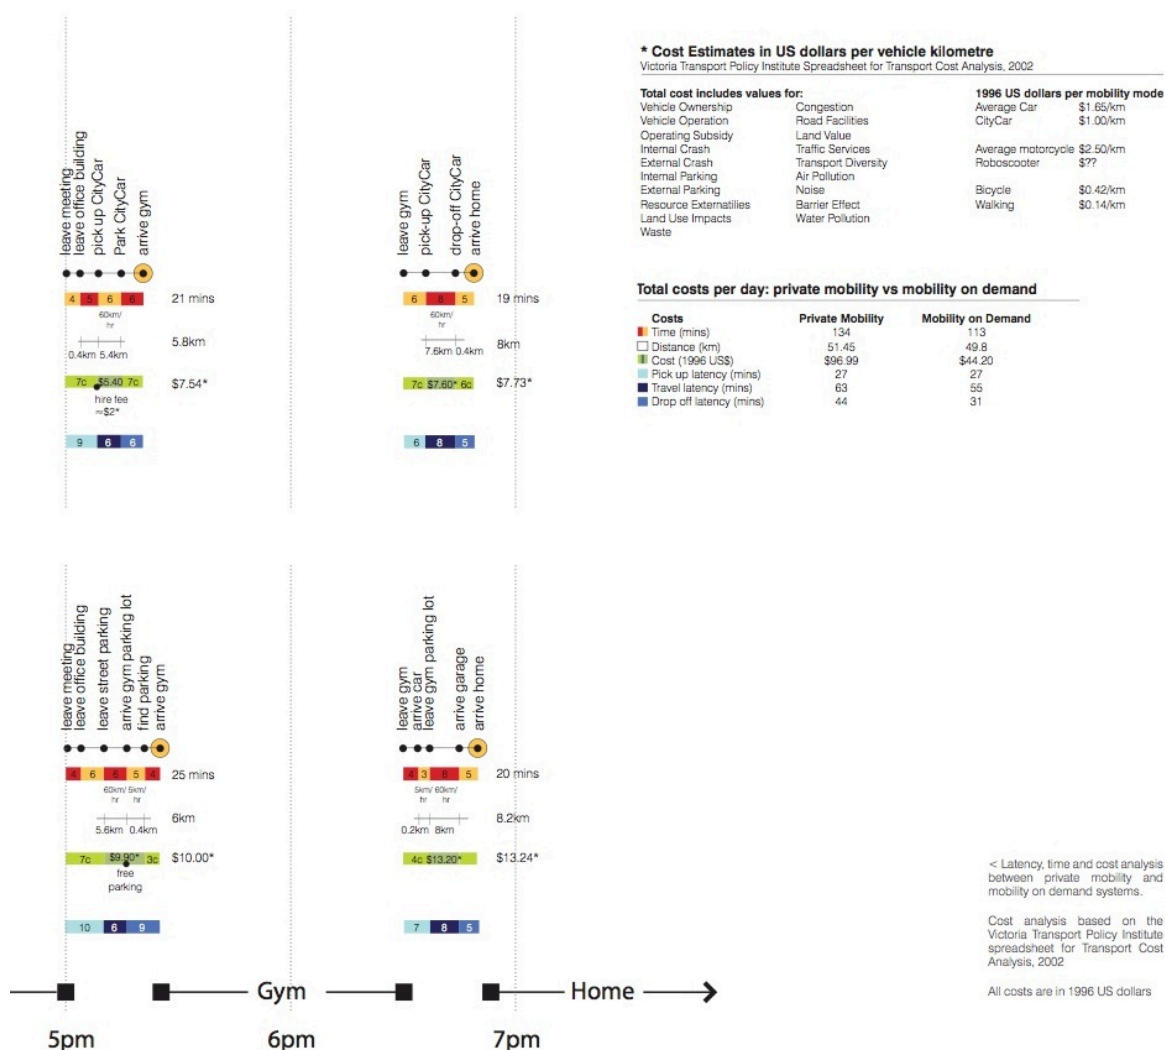 * Cost Estimates in US dollars per vehicle kilometre
Victoria Transport Policy Institute Spreadsheet for Transport Cost Analysis, 2002
Total cost includes values for:
1996 US dollars per mobility mode
Vehicle Ownership Congestion Average Car $1.65/km
Vehicle Operation Road Facilities CityCar $1.00/km
Operating Subsidy Land Value
Internal Crash Traffic Services Average motorcycle $2.50/km
External Crash Transport Diversity Roboscooter $??
Internal Parking Air Pollution
External Parking Noise Bicycle $0.42/km
Resource Externatilies Barrier Effect Walking $0.14/km
Land Use Impacts Water Pollution
Waste
leave meeting
leave office building
pick up CityCar
Park CityCar
arrive gym
4 5 6 6 21 mins
60km/
hr
0.4km 5.4km 5.8km
7c $5.40 7c $7.54*
hire fee
≈$2*
9 6 6
leave gym
pick-up CityCar
drop-off CityCar
arrive home
6 8 5 19 mins
60km/
hr
7.6km 0.4km 8km
7c $7.60* 6c $7.73*
6 8 5
Total costs per day: private mobility vs mobility on demand
Costs Private Mobility Mobility on Demand
Time (mins) 134 113
Distance (km) 51.45 49.8
Cost (1996 US$) $96.99 $44.20
Pick up latency (mins) 27 27
Travel latency (mins) 63 55
Drop off latency (mins) 44 31
leave meeting
leave office building
leave street parking
arrive gym parking lot
find parking
arrive gym
4 6 6 5 4 25 mins
60km/ 5km/
hr hr
5.6km 0.4km 6km
7c $9.90* 3c $10.00*
free
parking
10 6 9
leave gym
arrive car
leave gym parking lot
arrive garage
arrive home
4 3 8 5 20 mins
5km/ 60km/
hr hr
0.2km 8km 8.2km
4c $13.20* $13.24*
7 8 5
< Latency, time and cost analysis
between private mobility and
mobility on demand systems.
Cost analysis based on the
Victoria Transport Policy Institute
spreadsheet for Transport Cost
Analysis, 2002
All costs are in 1996 US dollars
Gym Home
5pm 6pm 7pm